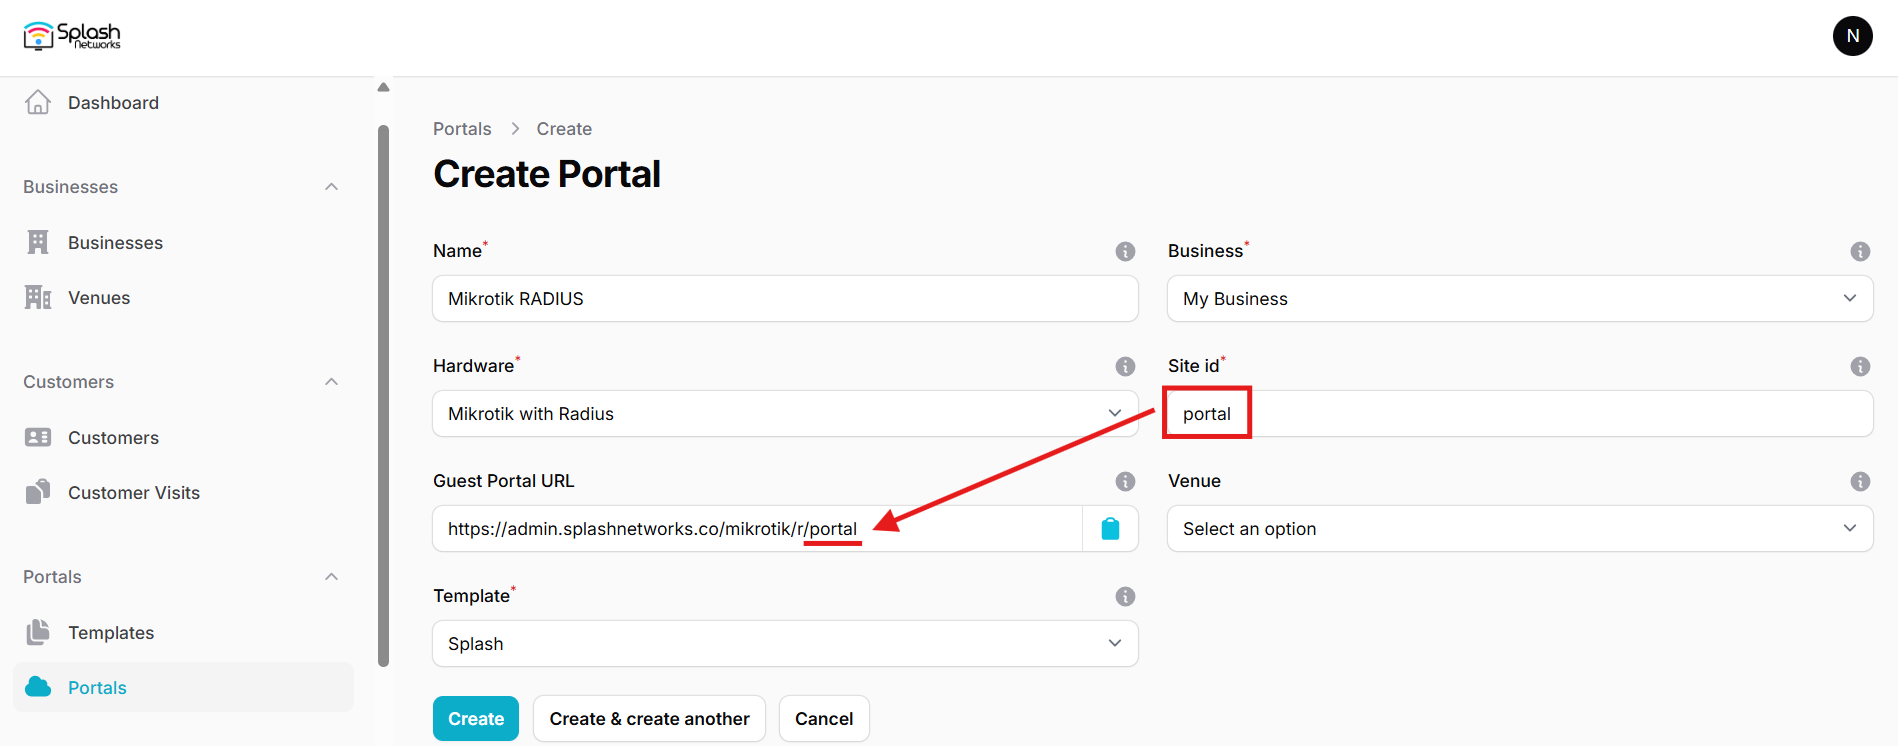 Splash
Networks
N
Dashboard
Businesses
Businesses
Venues
Customers
Customers
Customer Visits
Portals
Templates
Portals
Portals > Create
Create Portal
Name*
Mikrotik RADIUS
Business*
My Business
Hardware*
Mikrotik with Radius
Site id*
portal
Guest Portal URL
https://admin.splashnetworks.co/mikrotik/r/portal
Venue
Select an option
Template*
Splash
Create
Create & create another
Cancel